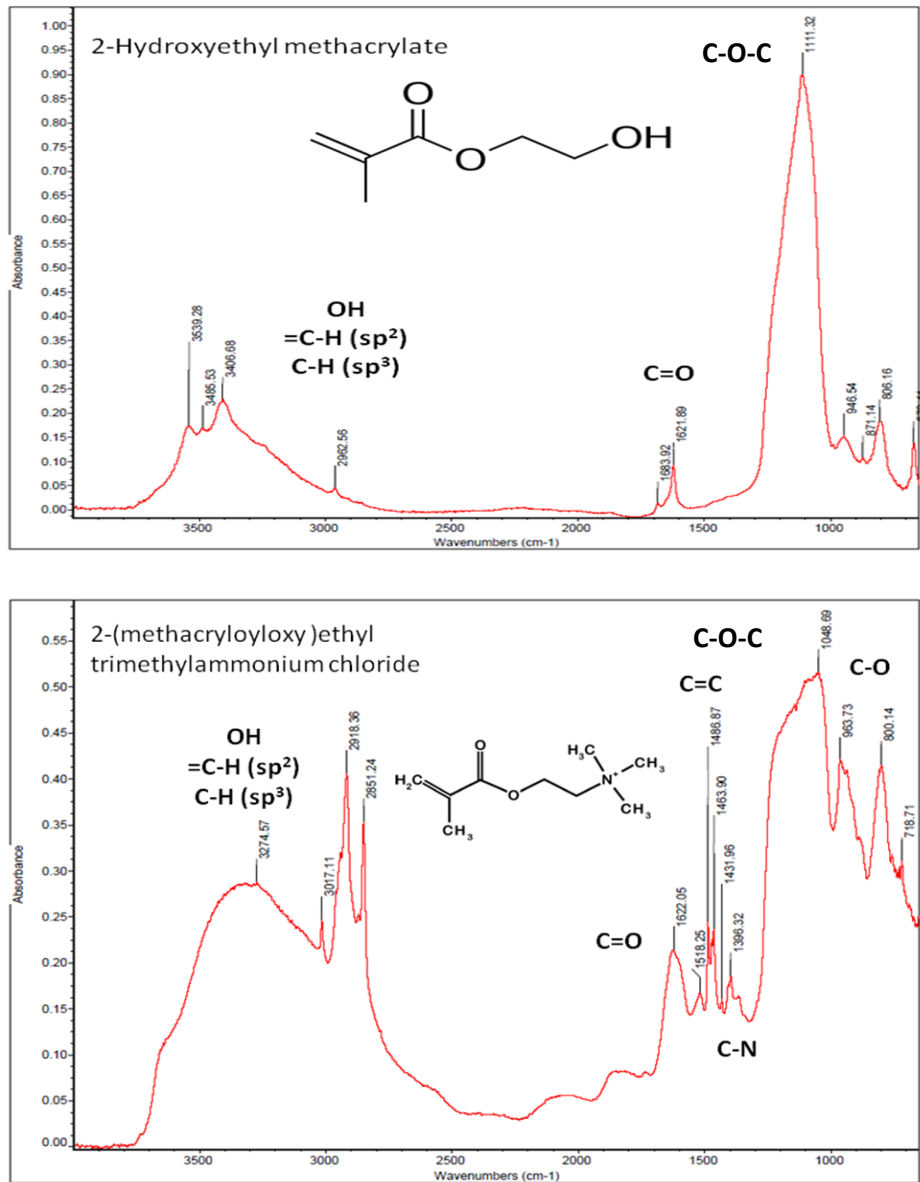 2-Hydroxyethyl methacrylate
C-O-C
1111.32
O
OH
O
OH
=C-H (sp²)
C-H (sp³)
C=O
3539.28
3485.53
3406.68
2962.56
1683.92
1621.89
946.54
871.14
806.16
1.00
0.95
0.90
0.85
0.80
0.75
0.70
0.65
0.60
0.55
0.50
0.45
0.40
0.35
0.30
0.25
0.20
0.15
0.10
0.05
0.00
Absorbance
3500
3000
2500
2000
1500
1000
Wavenumbers (cm-1)
2-(methacryloyloxy)ethyl
trimethylammonium chloride
C-O-C
C=C
C-O
OH
=C-H (sp²)
C-H (sp³)
C=O
C-N
O
H₂C
O
CH₃
H₃C
CH₃
N⁺
CH₃
3274.57
3017.11
2918.36
2851.24
1622.05
1518.25
1486.87
1463.90
1431.96
1396.32
1048.69
963.73
800.14
718.71
0.55
0.50
0.45
0.40
0.35
0.30
0.25
0.20
0.15
0.10
0.05
0.00
Absorbance
3500
3000
2500
2000
1500
1000
Wavenumbers (cm-1)